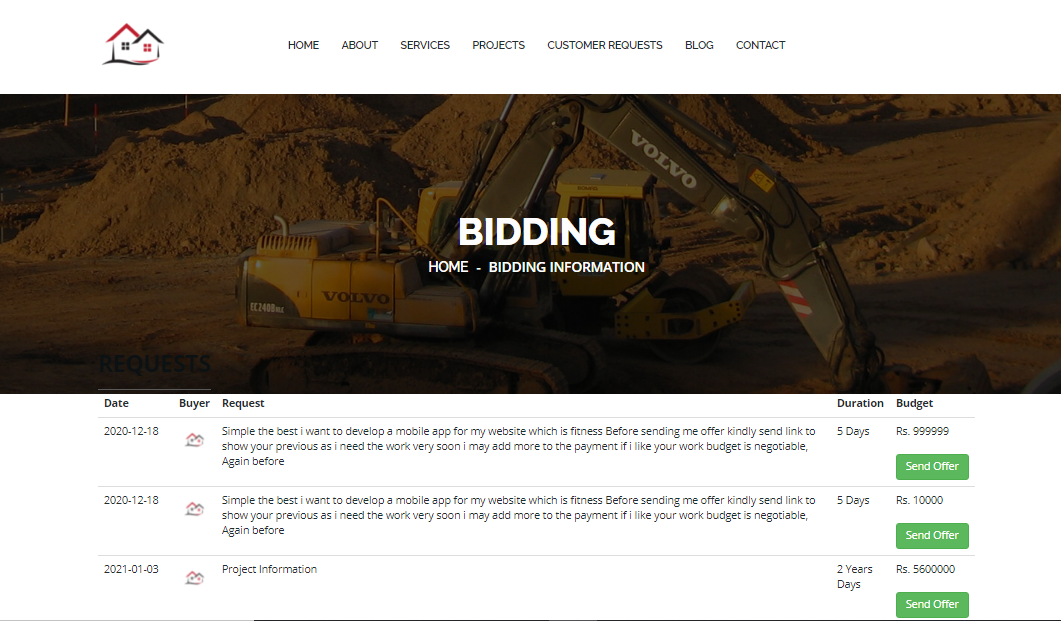 HOME ABOUT SERVICES PROJECTS CUSTOMER REQUESTS BLOG CONTACT
VOLVO
BIDDING
HOME - BIDDING INFORMATION
VOLVO
EC240B
REQUESTS
Date Buyer Request Duration Budget
2020-12-18 Simple the best i want to develop a mobile app for my website which is fitness Before sending me offer kindly send link to 5 Days Rs. 999999
show your previous as i need the work very soon i may add more to the payment if i like your work budget is negotiable,
Again before
Send Offer
2020-12-18 Simple the best i want to develop a mobile app for my website which is fitness Before sending me offer kindly send link to 5 Days Rs. 10000
show your previous as i need the work very soon i may add more to the payment if i like your work budget is negotiable,
Again before
Send Offer
2021-01-03 Project Information 2 Years Rs. 5600000
Days
Send Offer